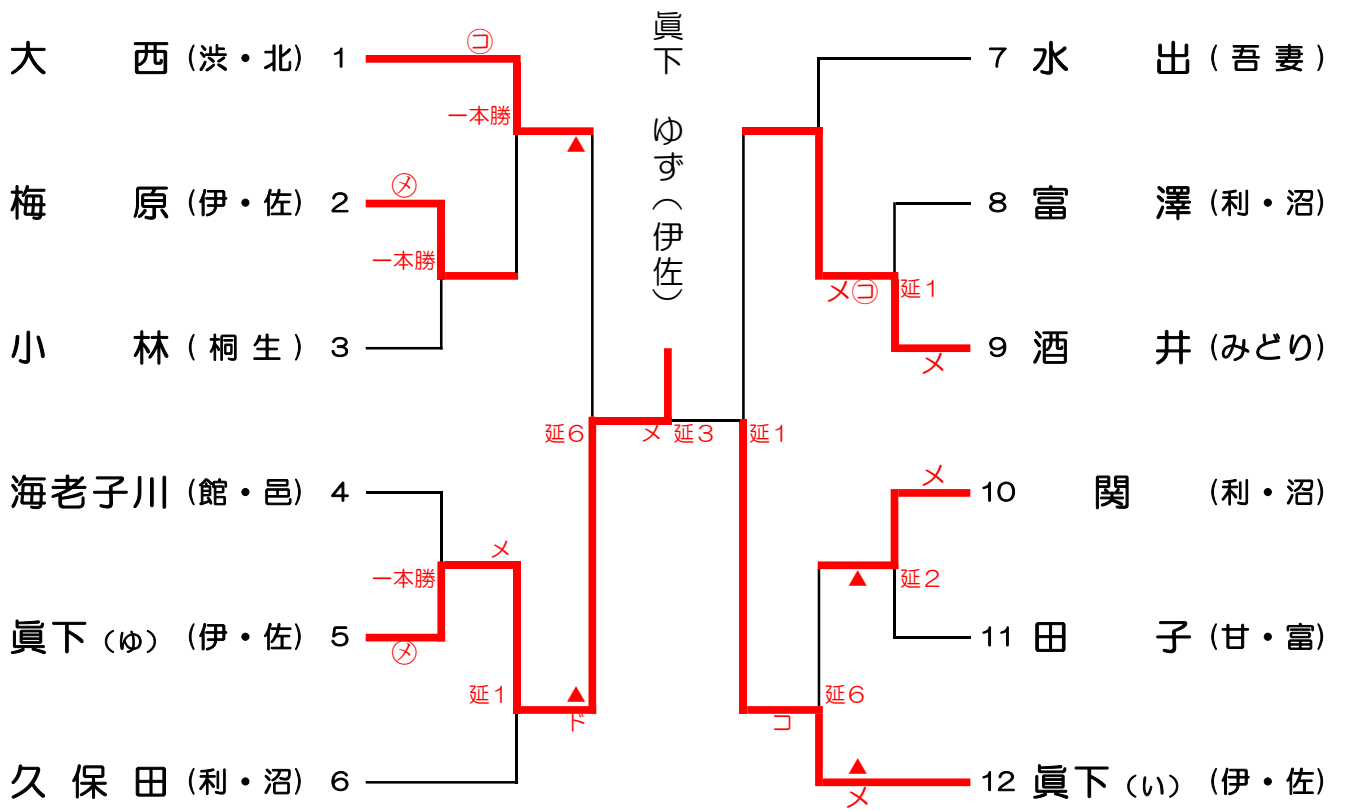 大西(渋・北) 1
㋙
一本勝
▲
梅原(伊・佐) 2
㋱
一本勝
小林(桐生) 3
海老子川(館・邑) 4
一本勝
メ
眞下(ゆ)(伊・佐) 5
㋱
延1
▲
ド
久保田(利・沼) 6
眞下 ゆず(伊佐)
延6
メ
延3
延1
7 水出(吾妻)
8 富澤(利・沼)
メ㋙
延1
9 酒井(みどり)
メ
メ
10 関(利・沼)
▲
延2
11 田子(甘・富)
延6
コ
▲
メ
12 眞下(い)(伊・佐)